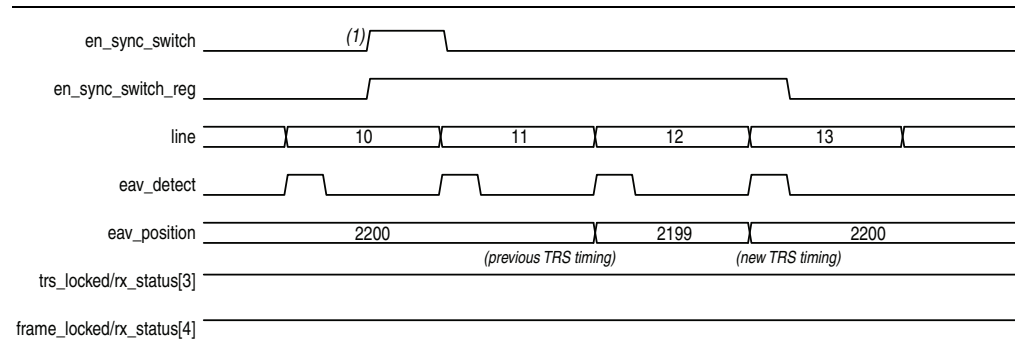 en_sync_switch (1)
en_sync_switch_reg
line 10 11 12 13
eav_detect
eav_position 2200 2199 2200
(previous TRS timing) (new TRS timing)
trs_locked/rx_status[3]
frame_locked/rx_status[4]